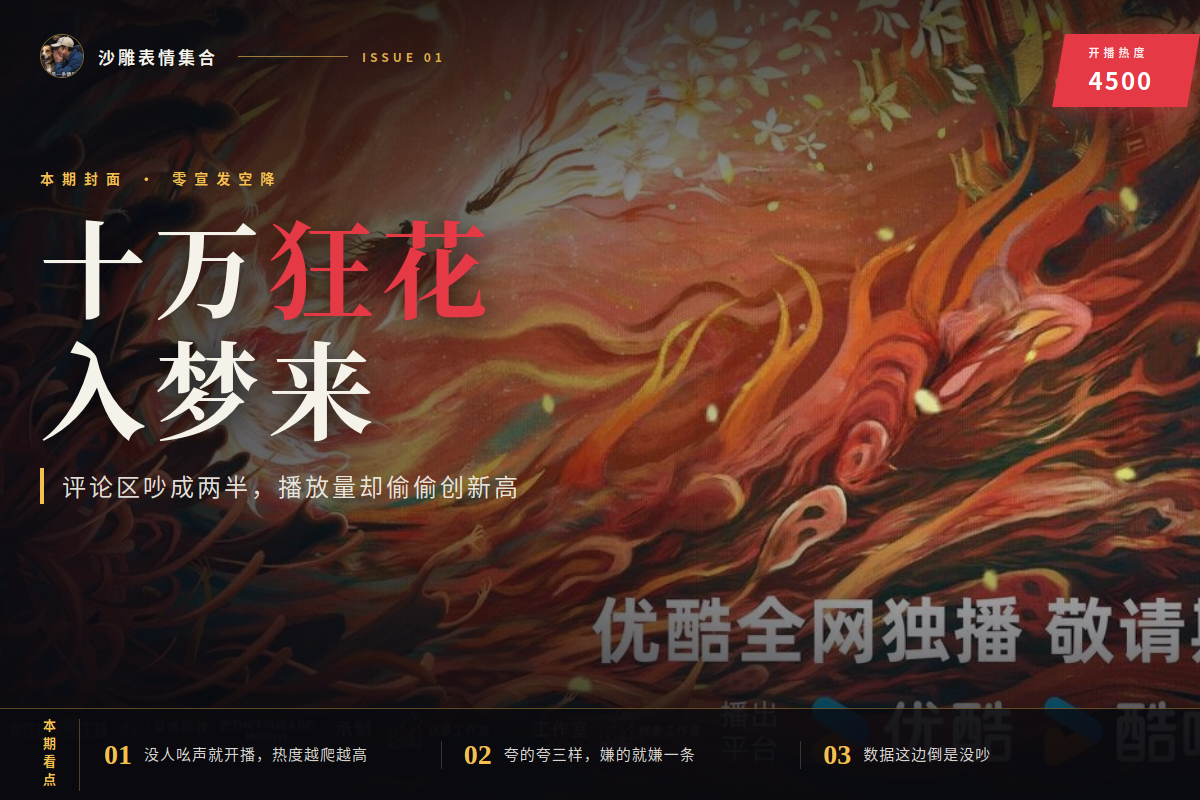 沙雕表情集合
ISSUE 01
开播热度
4500
本期封面 · 零宣发空降
十万狂花
入梦来
评论区吵成两半，播放量却偷偷创新高
优酷全网独播 敬请
播出
平台
优酷
本期看点
01 没人吆声就开播，热度越爬越高
02 夸的夸三样，嫌的就嫌一条
03 数据这边倒是没吵